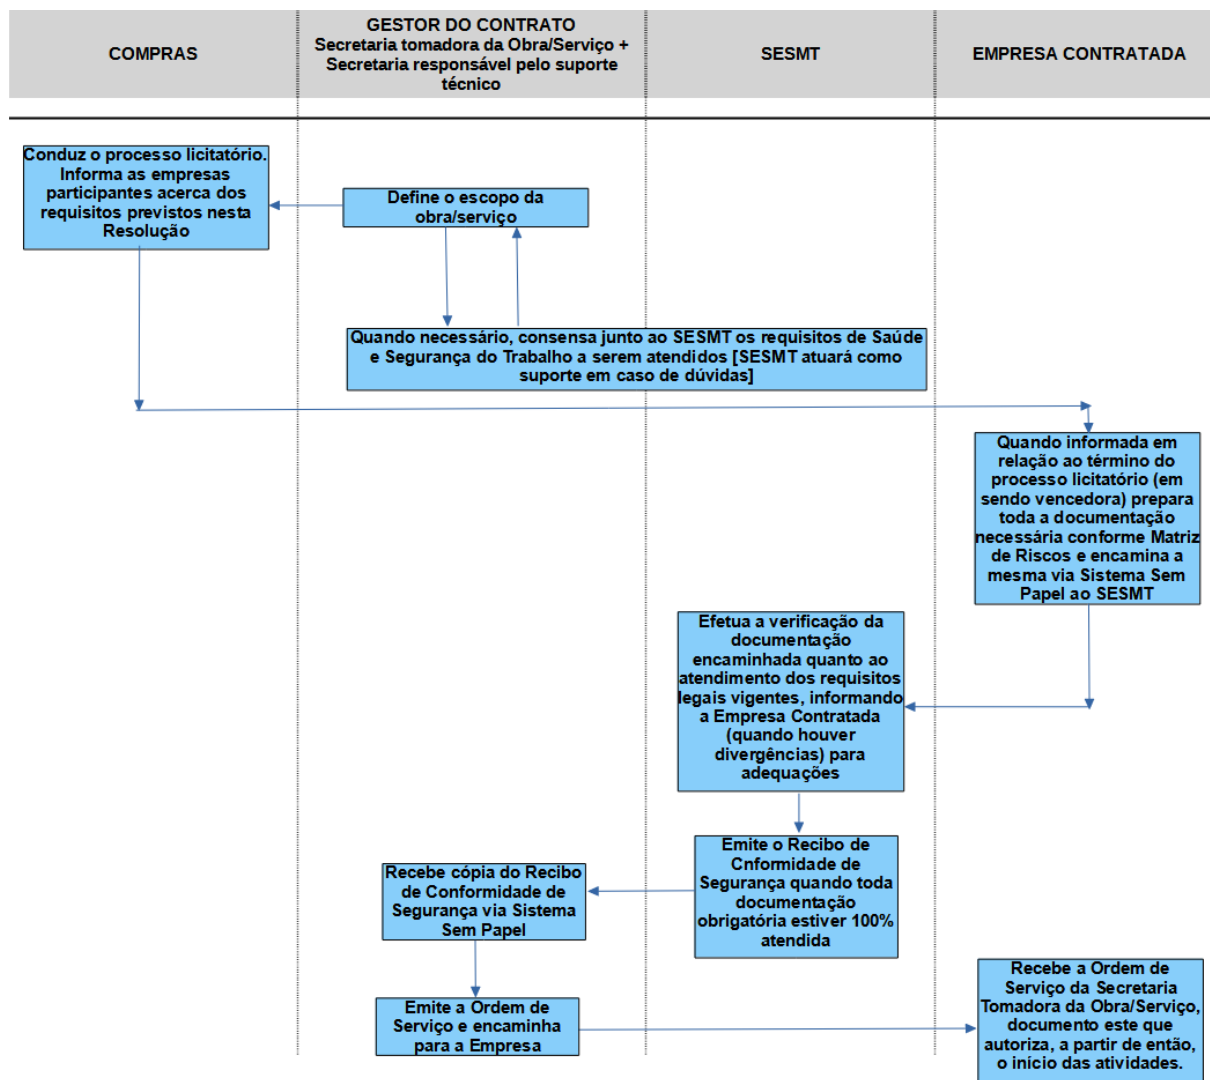 COMPRAS
GESTOR DO CONTRATO
Secretaria tomadora da Obra/Serviço +
Secretaria responsável pelo suporte
técnico
SESMT
EMPRESA CONTRATADA
Conduz o processo licitatório.
Informa as empresas
participantes acerca dos
requisitos previstos nesta
Resolução
Define o escopo da
obra/serviço
Quando necessário, consensa junto ao SESMT os requisitos de Saúde
e Segurança do Trabalho a serem atendidos [SESMT atuará como
suporte em caso de dúvidas]
Quando informada em
relação ao término do
processo licitatório (em
sendo vencedora) prepara
toda a documentação
necessária conforme Matriz
de Riscos e encamina a
mesma via Sistema Sem
Papel ao SESMT
Efetua a verificação da
documentação
encaminhada quanto ao
atendimento dos requisitos
legais vigentes, informando
a Empresa Contratada
(quando houver
divergências) para
adequações
Emite o Recibo de
Cnformidade de
Segurança quando toda
documentação
obrigatória estiver 100%
atendida
Recebe cópia do Recibo
de Conformidade de
Segurança via Sistema
Sem Papel
Emite a Ordem de
Serviço e encaminha
para a Empresa
Recebe a Ordem de
Serviço da Secretaria
Tomadora da Obra/Serviço,
documento este que
autoriza, a partir de então,
o início das atividades.